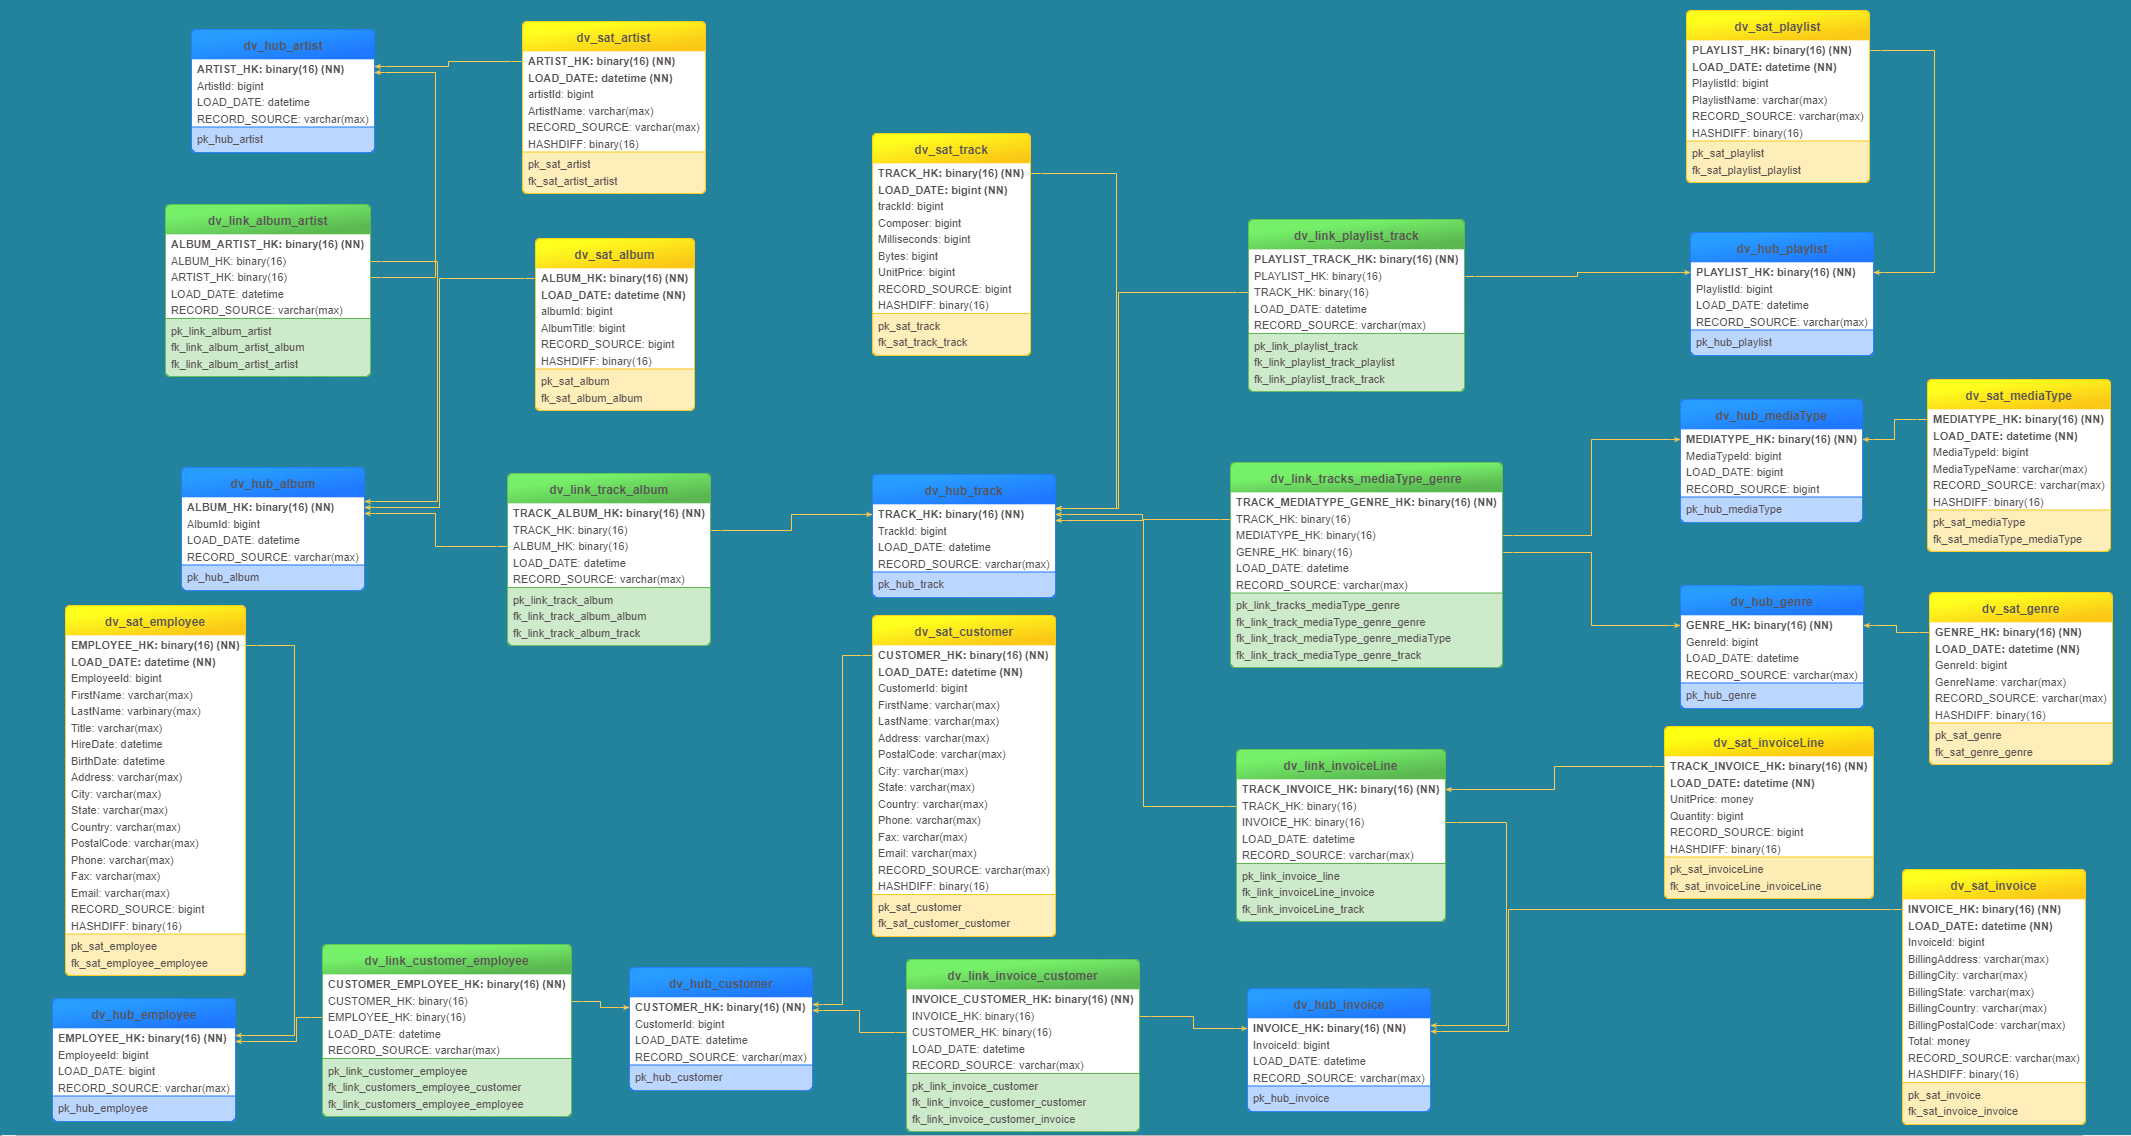 dv_hub_artist
ARTIST_HK: binary(16) (NN)
ArtistId: bigint
LOAD_DATE: datetime
RECORD_SOURCE: varchar(max)
pk_hub_artist
dv_sat_artist
ARTIST_HK: binary(16) (NN)
LOAD_DATE: datetime (NN)
artistId: bigint
ArtistName: varchar(max)
RECORD_SOURCE: varchar(max)
HASHDIFF: binary(16)
pk_sat_artist
fk_sat_artist_artist
dv_sat_playlist
PLAYLIST_HK: binary(16) (NN)
LOAD_DATE: datetime (NN)
PlaylistId: bigint
PlaylistName: varchar(max)
RECORD_SOURCE: varchar(max)
HASHDIFF: binary(16)
pk_sat_playlist
fk_sat_playlist_playlist
dv_sat_track
TRACK_HK: binary(16) (NN)
LOAD_DATE: bigint (NN)
trackId: bigint
Composer: bigint
Milliseconds: bigint
Bytes: bigint
UnitPrice: bigint
RECORD_SOURCE: bigint
HASHDIFF: binary(16)
pk_sat_track
fk_sat_track_track
dv_link_album_artist
ALBUM_ARTIST_HK: binary(16) (NN)
ALBUM_HK: binary(16)
ARTIST_HK: binary(16)
LOAD_DATE: datetime
RECORD_SOURCE: varchar(max)
pk_link_album_artist
fk_link_album_artist_album
fk_link_album_artist_artist
dv_sat_album
ALBUM_HK: binary(16) (NN)
LOAD_DATE: datetime (NN)
albumId: bigint
AlbumTitle: bigint
RECORD_SOURCE: bigint
HASHDIFF: binary(16)
pk_sat_album
fk_sat_album_album
dv_link_playlist_track
PLAYLIST_TRACK_HK: binary(16) (NN)
PLAYLIST_HK: binary(16)
TRACK_HK: binary(16)
LOAD_DATE: datetime
RECORD_SOURCE: varchar(max)
pk_link_playlist_track
fk_link_playlist_track_playlist
fk_link_playlist_track_track
dv_hub_playlist
PLAYLIST_HK: binary(16) (NN)
PlaylistId: bigint
LOAD_DATE: datetime
RECORD_SOURCE: varchar(max)
pk_hub_playlist
dv_hub_mediaType
MEDIATYPE_HK: binary(16) (NN)
MediaTypeId: bigint
LOAD_DATE: bigint
RECORD_SOURCE: bigint
pk_hub_mediaType
dv_sat_mediaType
MEDIATYPE_HK: binary(16) (NN)
LOAD_DATE: datetime (NN)
MediaTypeId: bigint
MediaTypeName: varchar(max)
RECORD_SOURCE: varchar(max)
HASHDIFF: binary(16)
pk_sat_mediaType
fk_sat_mediaType_mediaType
dv_hub_album
ALBUM_HK: binary(16) (NN)
AlbumId: bigint
LOAD_DATE: datetime
RECORD_SOURCE: varchar(max)
pk_hub_album
dv_link_track_album
TRACK_ALBUM_HK: binary(16) (NN)
TRACK_HK: binary(16)
ALBUM_HK: binary(16)
LOAD_DATE: datetime
RECORD_SOURCE: varchar(max)
pk_link_track_album
fk_link_track_album_album
fk_link_track_album_track
dv_hub_track
TRACK_HK: binary(16) (NN)
TrackId: bigint
LOAD_DATE: datetime
RECORD_SOURCE: varchar(max)
pk_hub_track
dv_link_tracks_mediaType_genre
TRACK_MEDIATYPE_GENRE_HK: binary(16) (NN)
TRACK_HK: binary(16)
MEDIATYPE_HK: binary(16)
GENRE_HK: binary(16)
LOAD_DATE: datetime
RECORD_SOURCE: varchar(max)
pk_link_tracks_mediaType_genre
fk_link_track_mediaType_genre_genre
fk_link_track_mediaType_genre_mediaType
fk_link_track_mediaType_genre_track
dv_hub_genre
GENRE_HK: binary(16) (NN)
GenreId: bigint
LOAD_DATE: datetime
RECORD_SOURCE: varchar(max)
pk_hub_genre
dv_sat_genre
GENRE_HK: binary(16) (NN)
LOAD_DATE: datetime (NN)
GenreId: bigint
GenreName: varchar(max)
RECORD_SOURCE: varchar(max)
HASHDIFF: binary(16)
pk_sat_genre
fk_sat_genre_genre
dv_sat_employee
EMPLOYEE_HK: binary(16) (NN)
LOAD_DATE: datetime (NN)
EmployeeId: bigint
FirstName: varchar(max)
LastName: varbinary(max)
Title: varchar(max)
HireDate: datetime
BirthDate: datetime
Address: varchar(max)
City: varchar(max)
State: varchar(max)
Country: varchar(max)
PostalCode: varchar(max)
Phone: varchar(max)
Fax: varchar(max)
Email: varchar(max)
RECORD_SOURCE: bigint
HASHDIFF: binary(16)
pk_sat_employee
fk_sat_employee_employee
dv_sat_customer
CUSTOMER_HK: binary(16) (NN)
LOAD_DATE: datetime (NN)
CustomerId: bigint
FirstName: varchar(max)
LastName: varchar(max)
Address: varchar(max)
PostalCode: varchar(max)
City: varchar(max)
State: varchar(max)
Country: varchar(max)
Phone: varchar(max)
Fax: varchar(max)
Email: varchar(max)
RECORD_SOURCE: varchar(max)
HASHDIFF: binary(16)
pk_sat_customer
fk_sat_customer_customer
dv_link_invoiceLine
TRACK_INVOICE_HK: binary(16) (NN)
TRACK_HK: binary(16)
INVOICE_HK: binary(16)
LOAD_DATE: datetime
RECORD_SOURCE: varchar(max)
pk_link_invoice_line
fk_link_invoiceLine_invoice
fk_link_invoiceLine_track
dv_sat_invoiceLine
TRACK_INVOICE_HK: binary(16) (NN)
LOAD_DATE: datetime (NN)
UnitPrice: money
Quantity: bigint
RECORD_SOURCE: bigint
HASHDIFF: binary(16)
pk_sat_invoiceLine
fk_sat_invoiceLine_invoiceLine
dv_sat_invoice
INVOICE_HK: binary(16) (NN)
LOAD_DATE: datetime (NN)
InvoiceId: bigint
BillingAddress: varchar(max)
BillingCity: varchar(max)
BillingState: varchar(max)
BillingCountry: varchar(max)
BillingPostalCode: varchar(max)
Total: money
RECORD_SOURCE: varchar(max)
HASHDIFF: binary(16)
pk_sat_invoice
fk_sat_invoice_invoice
dv_hub_employee
EMPLOYEE_HK: binary(16) (NN)
EmployeeId: bigint
LOAD_DATE: bigint
RECORD_SOURCE: varchar(max)
pk_hub_employee
dv_link_customer_employee
CUSTOMER_EMPLOYEE_HK: binary(16) (NN)
CUSTOMER_HK: binary(16)
EMPLOYEE_HK: binary(16)
LOAD_DATE: datetime
RECORD_SOURCE: varchar(max)
pk_link_customer_employee
fk_link_customers_employee_customer
fk_link_customers_employee_employee
dv_hub_customer
CUSTOMER_HK: binary(16) (NN)
CustomerId: bigint
LOAD_DATE: datetime
RECORD_SOURCE: varchar(max)
pk_hub_customer
dv_link_invoice_customer
INVOICE_CUSTOMER_HK: binary(16) (NN)
INVOICE_HK: binary(16)
CUSTOMER_HK: binary(16)
LOAD_DATE: datetime
RECORD_SOURCE: varchar(max)
pk_link_invoice_customer
fk_link_invoice_customer_customer
fk_link_invoice_customer_invoice
dv_hub_invoice
INVOICE_HK: binary(16) (NN)
InvoiceId: bigint
LOAD_DATE: datetime
RECORD_SOURCE: varchar(max)
pk_hub_invoice